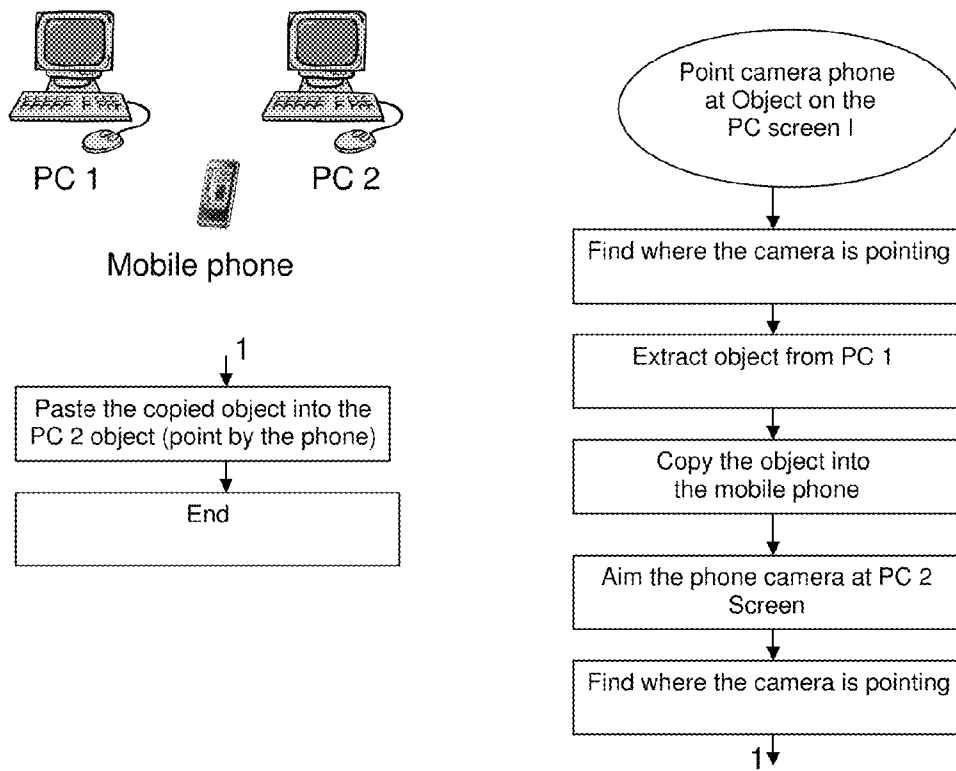 PC 1
PC 2
Mobile phone
Point camera phone
at Object on the
PC screen I
Find where the camera is pointing
Extract object from PC 1
Copy the object into
the mobile phone
Aim the phone camera at PC 2
Screen
Find where the camera is pointing
1
1
Paste the copied object into the
PC 2 object (point by the phone)
End